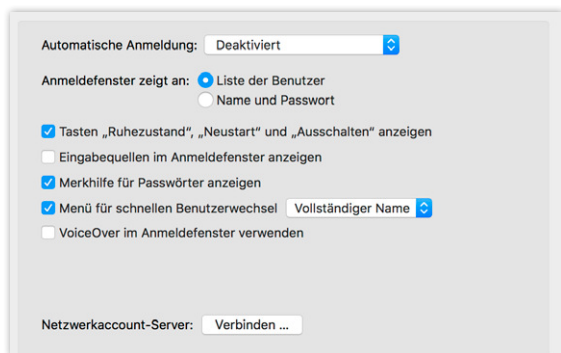 Automatische Anmeldung: Deaktiviert
Anmeldefenster zeigt an: Liste der Benutzer
Name und Passwort
Tasten „Ruhezustand“, „Neustart“ und „Ausschalten“ anzeigen
Eingabequellen im Anmeldefenster anzeigen
Merkhilfe für Passwörter anzeigen
Menü für schnellen Benutzerwechsel Vollständiger Name
VoiceOver im Anmeldefenster verwenden
Netzwerkaccount-Server: Verbinden ...